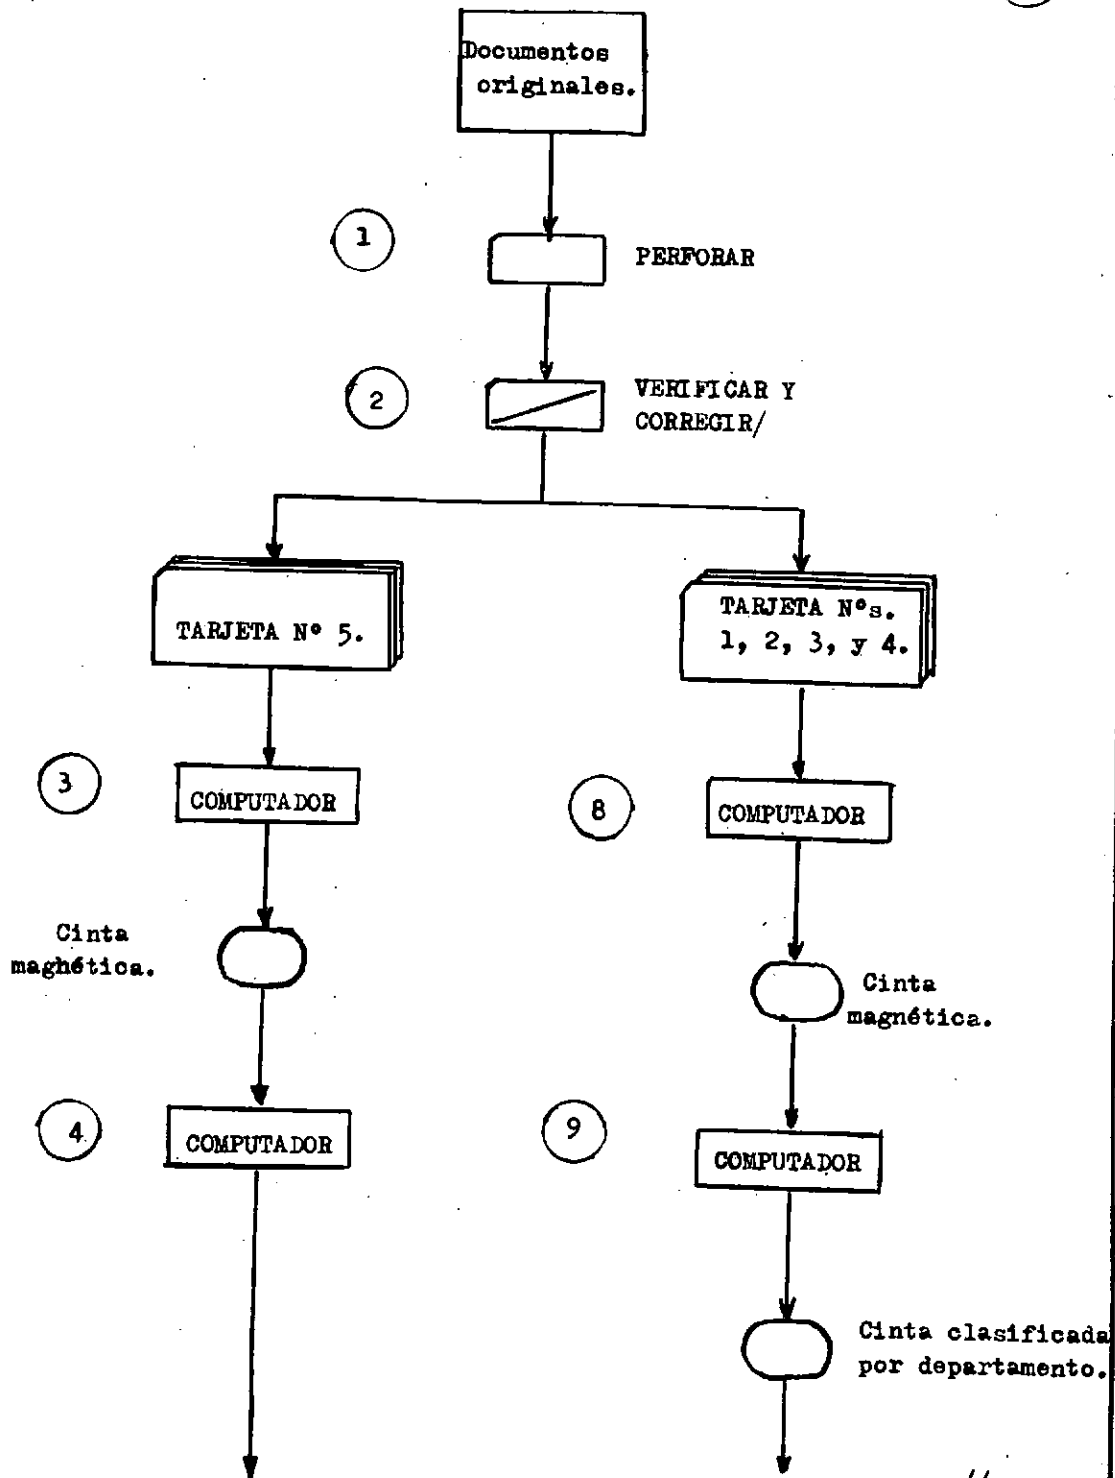 Documentos
originales.
1
PERFORAR
2
VERIFICAR Y
CORREGIR/
TARJETA Nº 5.
TARJETA Nºs.
1, 2, 3, y 4.
3
COMPUTADOR
8
COMPUTADOR
Cinta
maghética.
Cinta
magnética.
4
COMPUTADOR
9
COMPUTADOR
Cinta clasificada
por departamento.
//